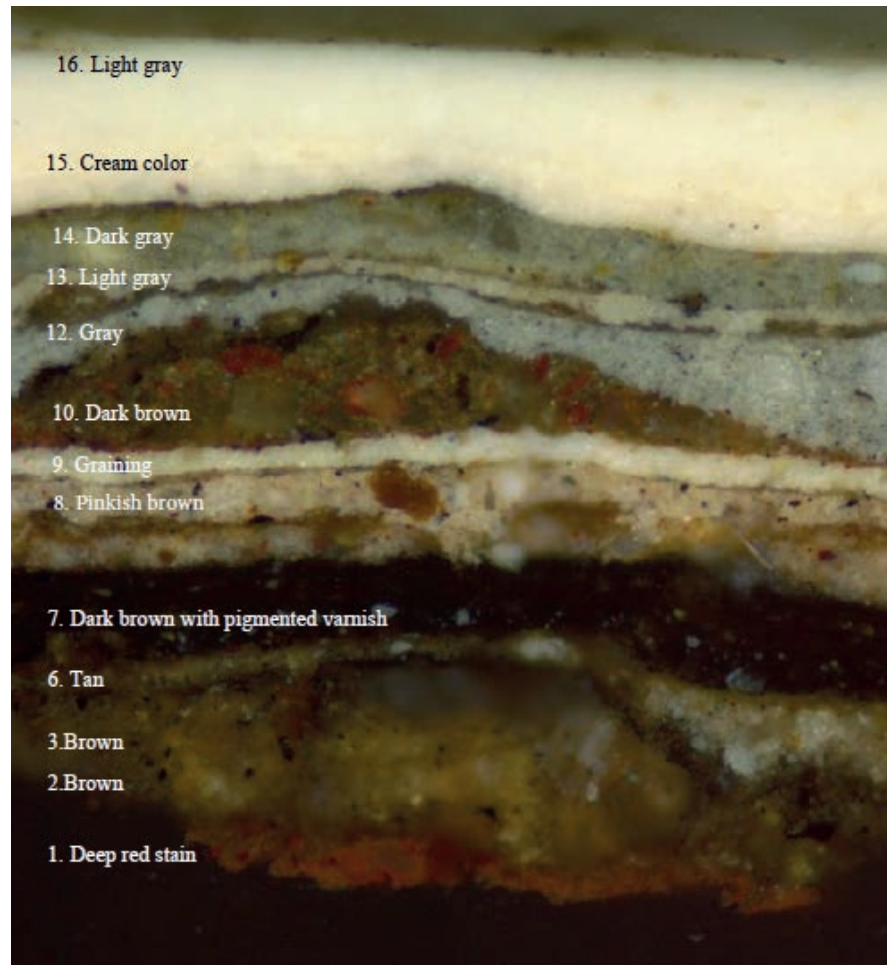 16. Light gray
15. Cream color
14. Dark gray
13. Light gray
12. Gray
10. Dark brown
9. Graining
8. Pinkish brown
7. Dark brown with pigmented varnish
6. Tan
3.Brown
2.Brown
1. Deep red stain